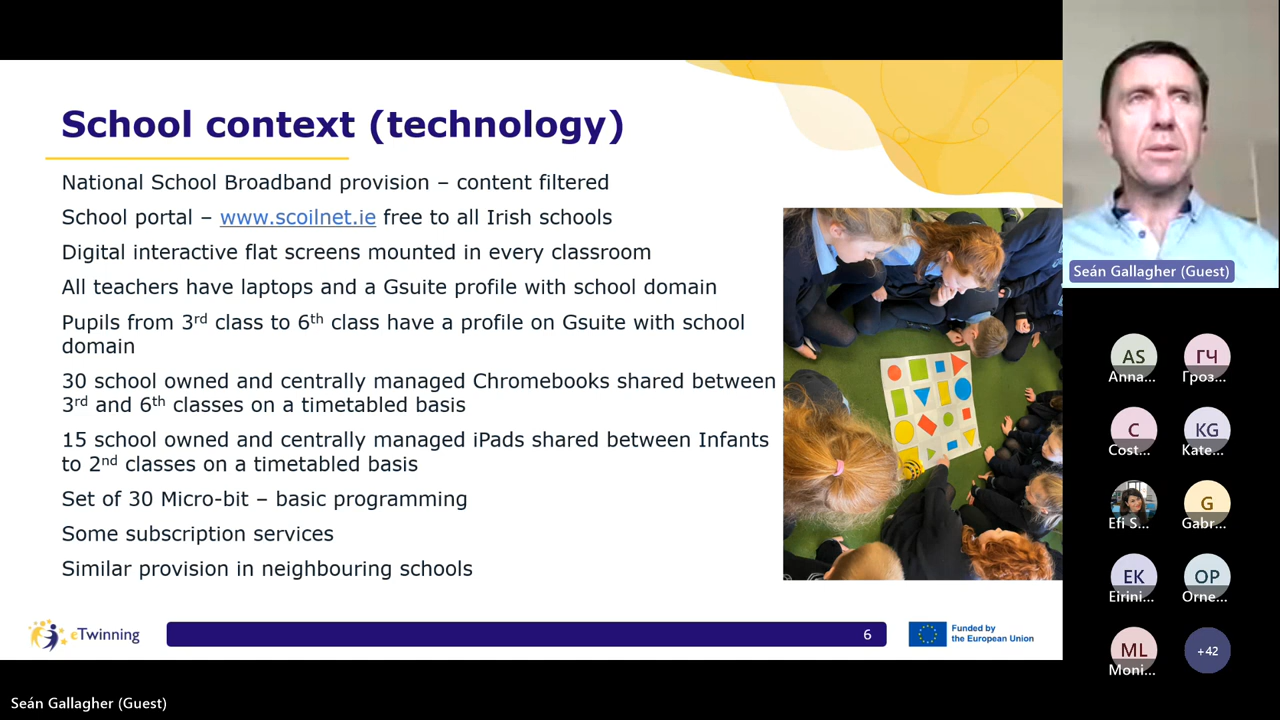 School context (technology)
National School Broadband provision – content filtered
School portal – www.scoilnet.ie free to all Irish schools
Digital interactive flat screens mounted in every classroom
All teachers have laptops and a Gsuite profile with school domain
Pupils from 3rd class to 6th class have a profile on Gsuite with school
domain
30 school owned and centrally managed Chromebooks shared between
3rd and 6th classes on a timetabled basis
15 school owned and centrally managed iPads shared between Infants
to 2nd classes on a timetabled basis
Set of 30 Micro-bit – basic programming
Some subscription services
Similar provision in neighbouring schools
eTwinning
6
Funded by
the European Union
Seán Gallagher (Guest)
Seán Gallagher (Guest)
AS
Anna...
ГЧ
Гроз...
C
Cost...
KG
Kate...
Efi S...
G
Gabr...
EK
Eirini...
OP
Orne...
ML
Moni...
+42